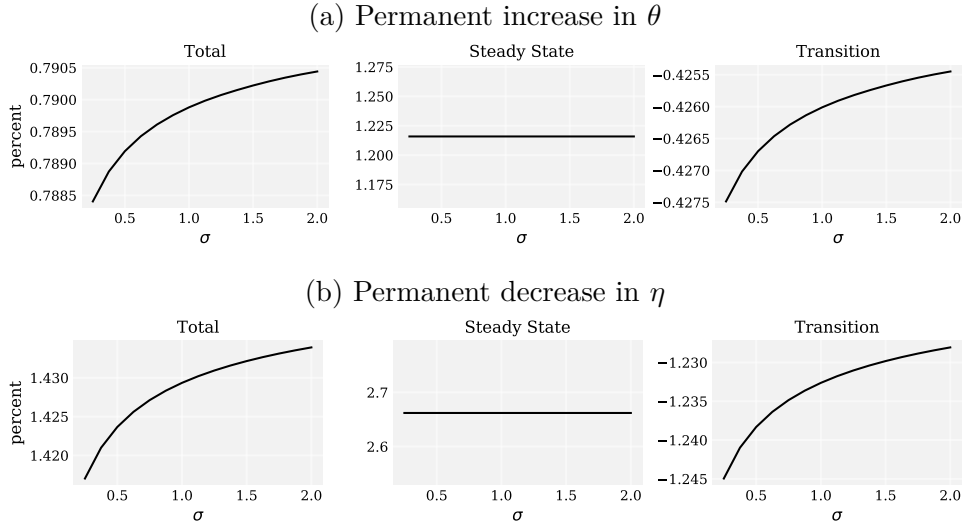 (a) Permanent increase in θ
Total
Steady State
Transition
percent
0.7905
0.7900
0.7895
0.7890
0.7885
0.5 1.0 1.5 2.0
σ
1.275
1.250
1.225
1.200
1.175
0.5 1.0 1.5 2.0
σ
−0.4255
−0.4260
−0.4265
−0.4270
−0.4275
0.5 1.0 1.5 2.0
σ
(b) Permanent decrease in η
Total
Steady State
Transition
percent
1.430
1.425
1.420
0.5 1.0 1.5 2.0
σ
2.7
2.6
0.5 1.0 1.5 2.0
σ
−1.230
−1.235
−1.240
−1.245
0.5 1.0 1.5 2.0
σ